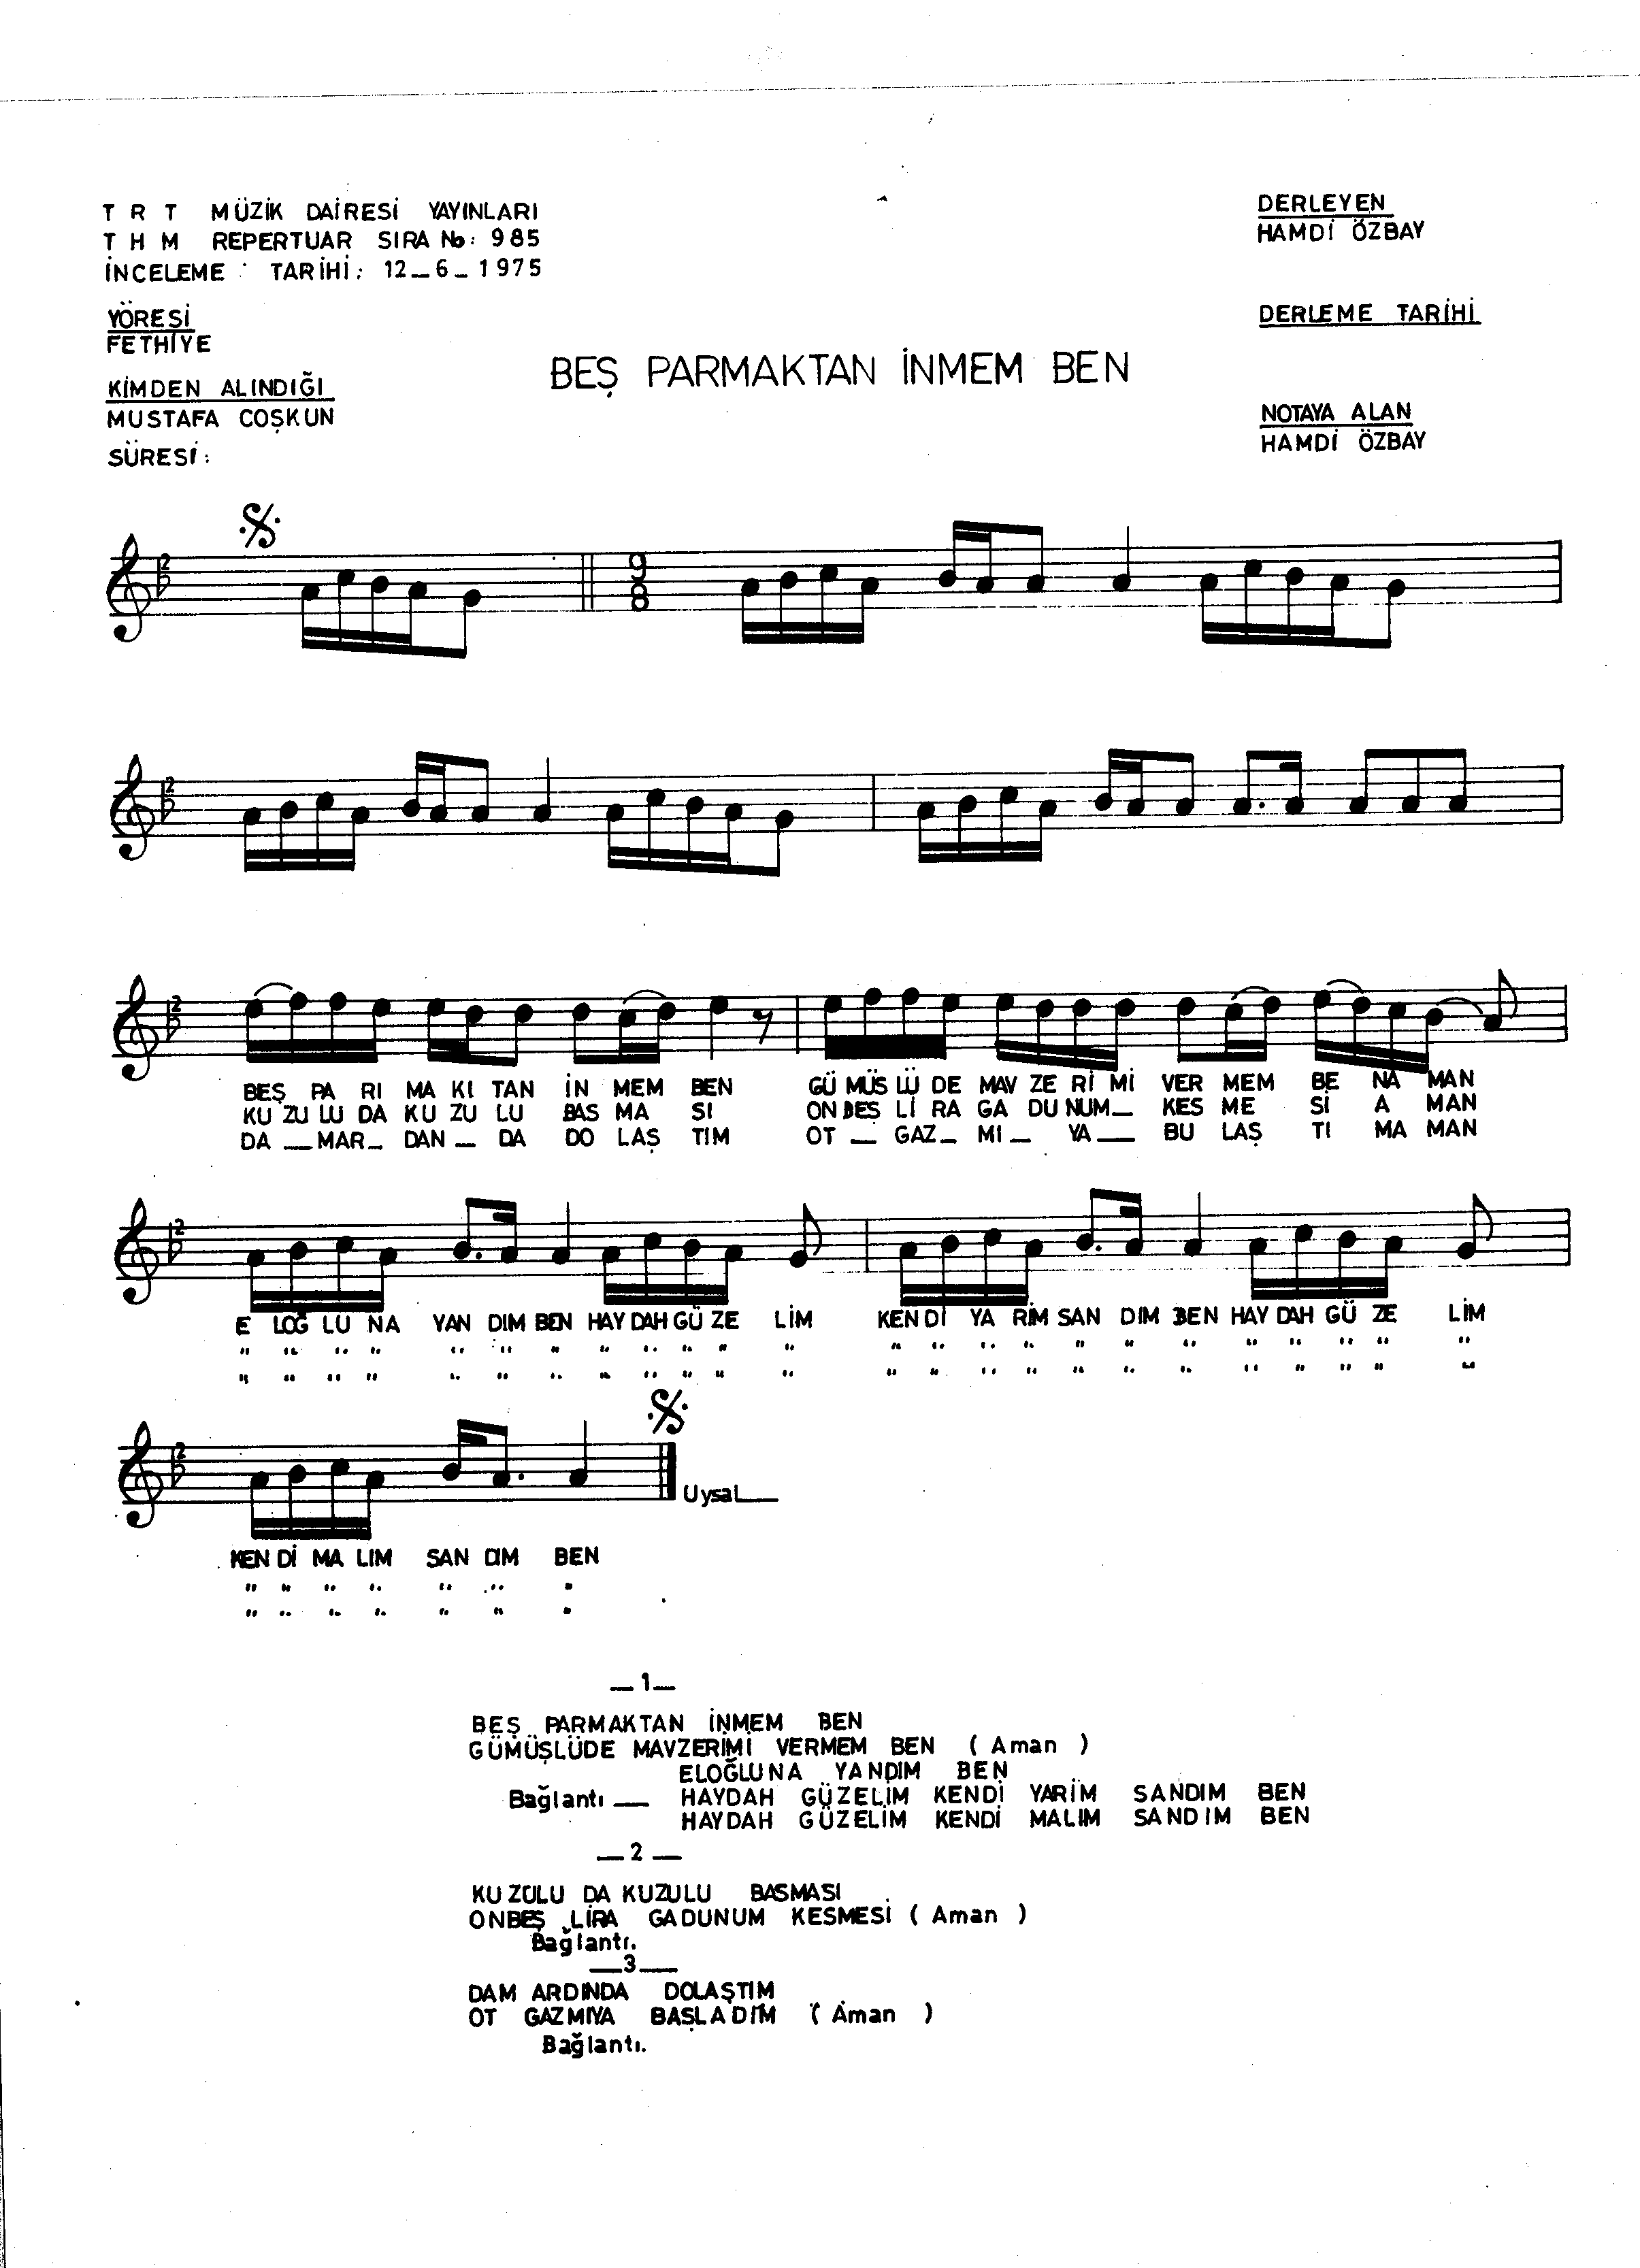 T R T MÜZİK DAİRESİ YAYINLARI
T H M REPERTUAR SIRA No: 985
İNCELEME TARİHİ: 12_6_1975
DERLEYEN
HAMDİ ÖZBAY
YÖRESİ
FETHİYE
DERLEME TARİHİ
BEŞ PARMAKTAN İNMEM BEN
KİMDEN ALINDIĞI
MUSTAFA COŞKUN
NOTAYA ALAN
HAMDİ ÖZBAY
SÜRESİ:
9
8
BEŞ PA RI MA KI TAN İN MEM BEN GÜ MÜŞ LÜ DE MAV ZE Rİ Mİ VER MEM BE NA MAN
KU ZU LU DA KU ZU LU BAS MA SI ON BEŞ Lİ RA GA DU NUM_ KES ME Sİ A MAN
DA _ MAR_ DAN _ DA DO LAŞ TIM OT _ GAZ_ MI_ YA_ BU LAŞ TI MA MAN
E LOĞ LU NA YAN DIM BEN HAY DAH GÜ ZE LİM KEN Dİ YA RİM SAN DIM BEN HAY DAH GÜ ZE LİM
" " " " " " " " " " " " " " " " " " " " " " " "
" " " " " " " " " " " " " " " " " " " " " " " "
Uysal_
KEN Dİ MA LIM SAN DIM BEN
" " " " " " "
" " " " " " "
_1_
BEŞ PARMAKTAN İNMEM BEN
GÜMÜŞLÜDE MAVZERİMİ VERMEM BEN ( Aman )
ELOĞLUNA YANDIM BEN
Bağlantı _ HAYDAH GÜZELİM KENDİ YARİM SANDIM BEN
HAYDAH GÜZELİM KENDİ MALIM SANDIM BEN
_2_
KUZULU DA KUZULU BASMASI
ONBEŞ LİRA GADUNUM KESMESİ ( Aman )
Bağlantı.
_3_
DAM ARDINDA DOLAŞTIM
OT GAZMIYA BAŞLADIM ( Aman )
Bağlantı.